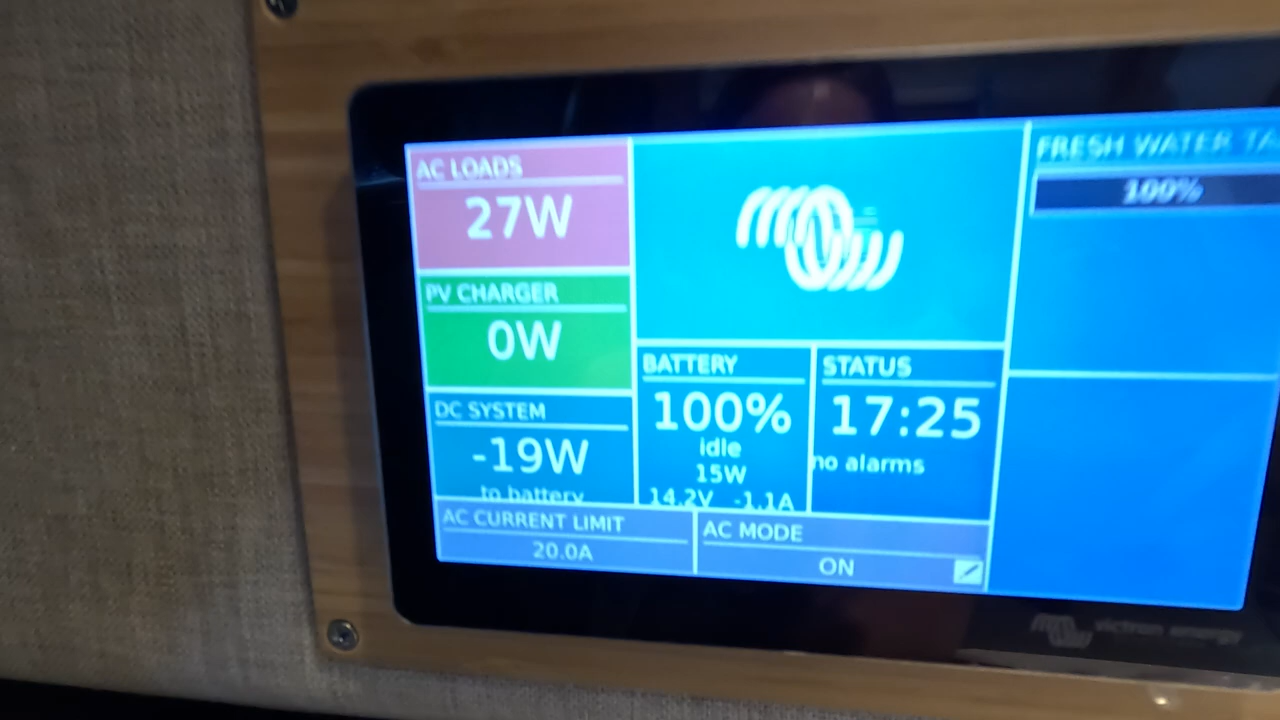 AC LOADS
27W
PV CHARGER
0W
DC SYSTEM
-19W
to battery
BATTERY
100%
idle
15W
14.2V -1.1A
STATUS
17:25
no alarms
AC CURRENT LIMIT
20.0A
AC MODE
ON
FRESH WATER TA
100%
victron energy